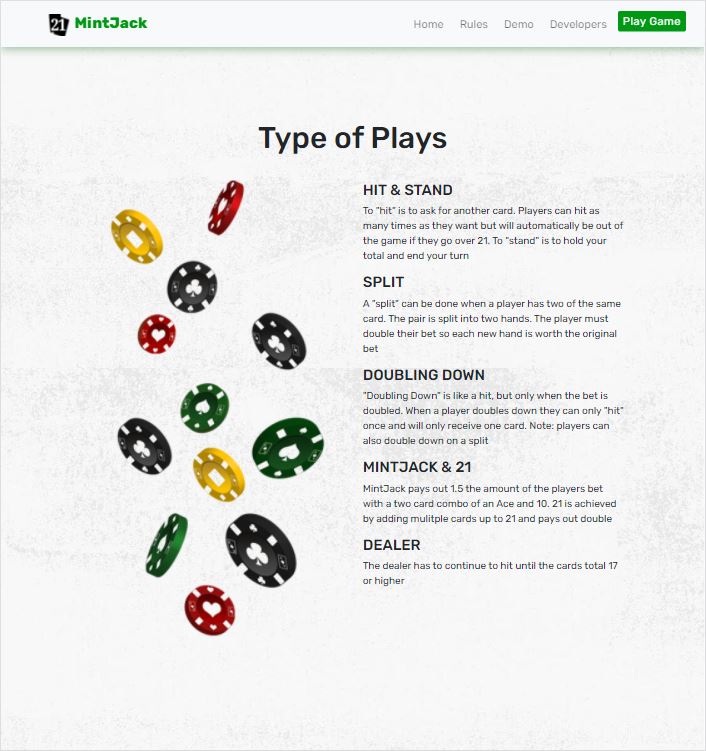 21 MintJack
Home Rules Demo Developers Play Game
Type of Plays
HIT & STAND
To "hit" is to ask for another card. Players can hit as
many times as they want but will automatically be out of
the game if they go over 21. To "stand" is to hold your
total and end your turn
SPLIT
A "split" can be done when a player has two of the same
card. The pair is split into two hands. The player must
double their bet so each new hand is worth the original
bet
DOUBLING DOWN
"Doubling Down" is like a hit, but only when the bet is
doubled. When a player doubles down they can only "hit"
once and will only receive one card. Note: players can
also double down on a split
MINTJACK & 21
MintJack pays out 1.5 the amount of the players bet
with a two card combo of an Ace and 10. 21 is achieved
by adding mulitple cards up to 21 and pays out double
DEALER
The dealer has to continue to hit until the cards total 17
or higher